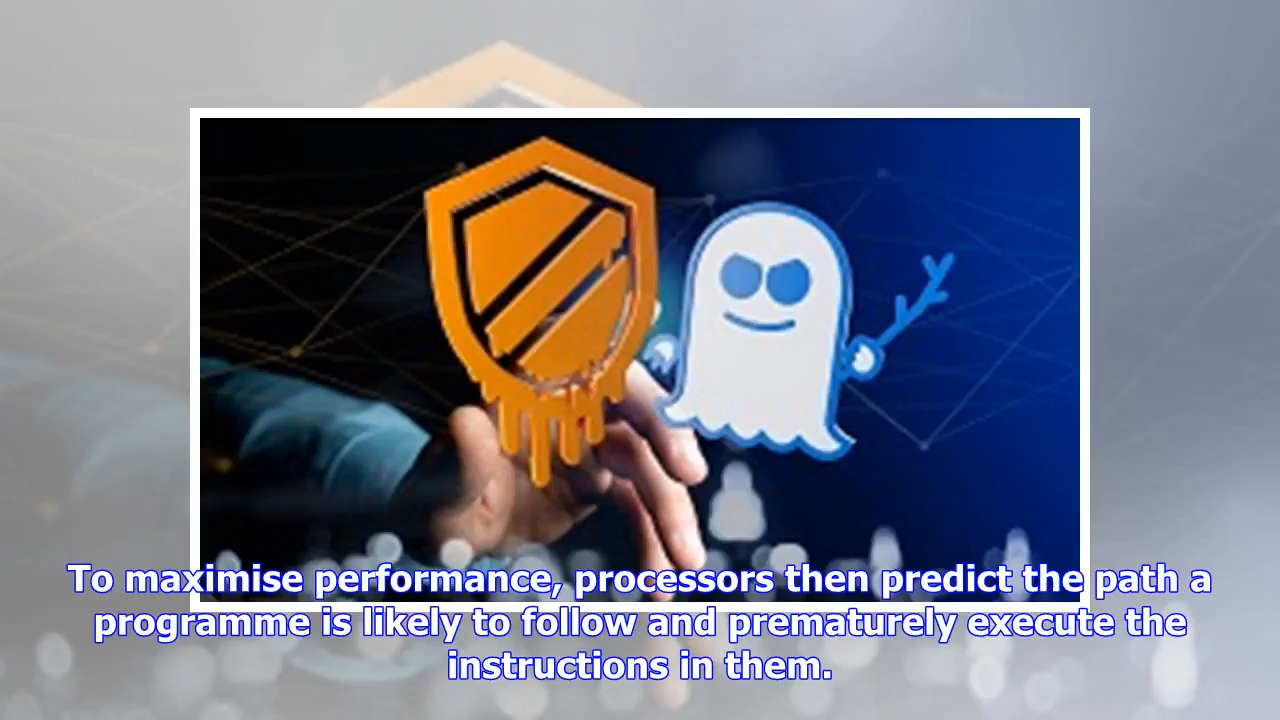 To maximise performance, processors then predict the path a
programme is likely to follow and prematurely execute the
instructions in them.